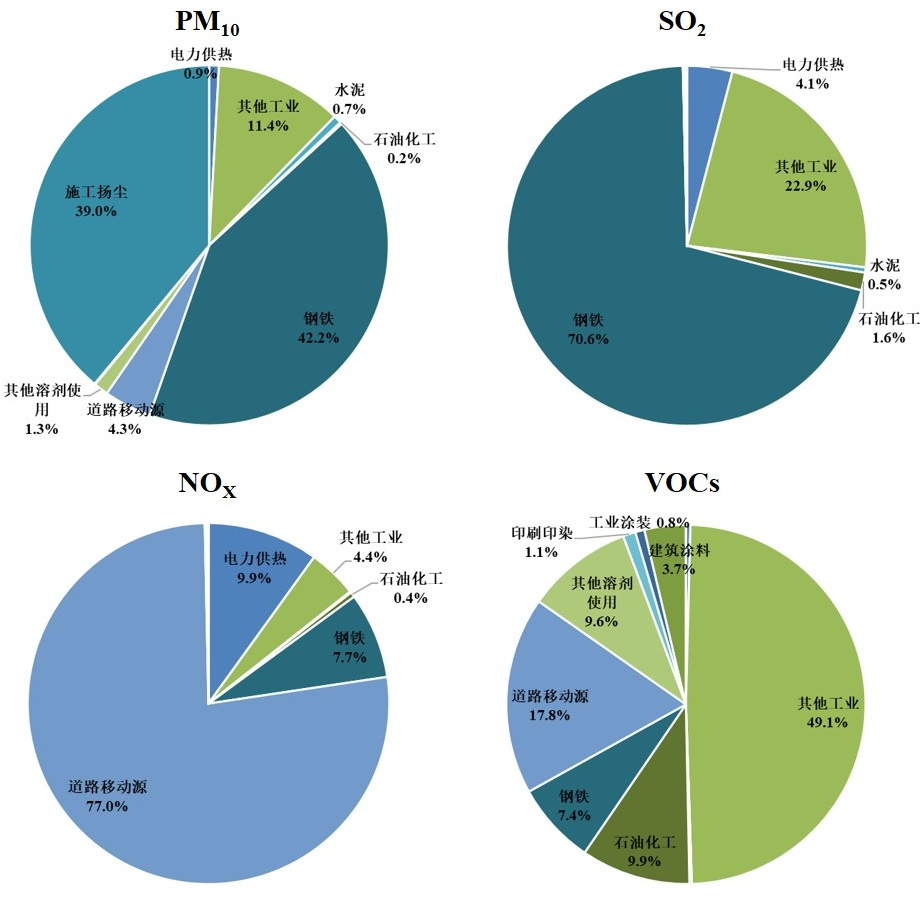 PM10
电力供热
0.9%
其他工业
11.4%
水泥
0.7%
石油化工
0.2%
施工扬尘
39.0%
钢铁
42.2%
其他溶剂使
用
1.3%
道路移动源
4.3%
SO2
电力供热
4.1%
其他工业
22.9%
水泥
0.5%
石油化工
1.6%
钢铁
70.6%
NOX
电力供热
9.9%
其他工业
4.4%
石油化工
0.4%
钢铁
7.7%
道路移动源
77.0%
VOCs
印刷印染
1.1%
工业涂装 0.8%
建筑涂料
3.7%
其他溶剂
使用
9.6%
道路移动源
17.8%
其他工业
49.1%
钢铁
7.4%
石油化工
9.9%